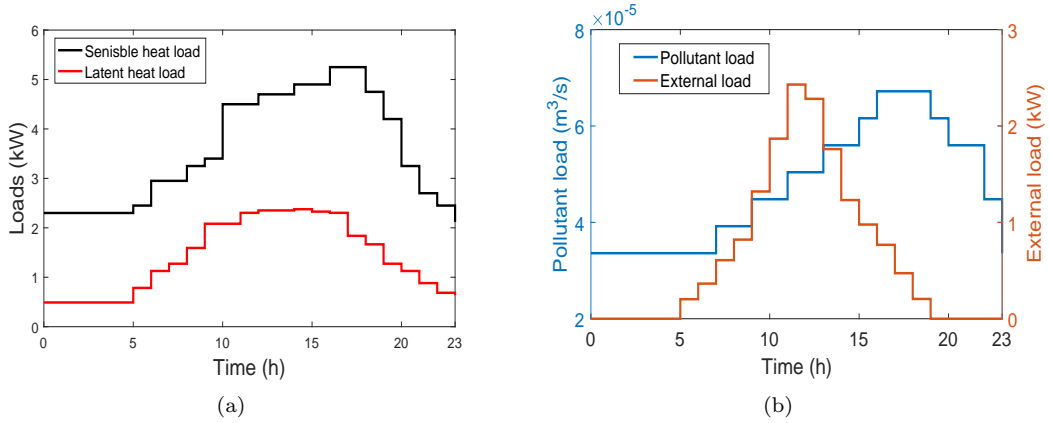 6
5
4
3
2
1
0
Loads (kW)
Senisble heat load
Latent heat load
0
5
10
15
20
23
Time (h)
(a)
8
×10-5
6
4
2
Pollutant load (m3/s)
Pollutant load
External load
3
2
1
0
External load (kW)
0
5
10
15
20
23
Time (h)
(b)